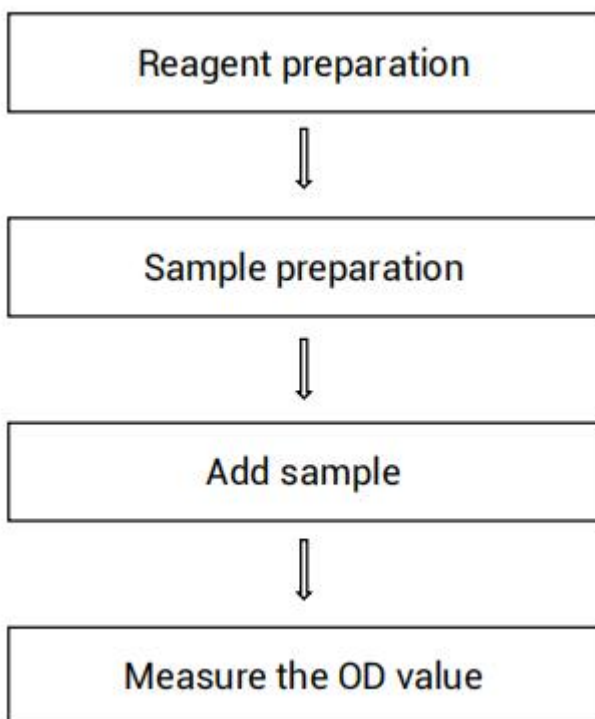 Reagent preparation
Sample preparation
Add sample
Measure the OD value